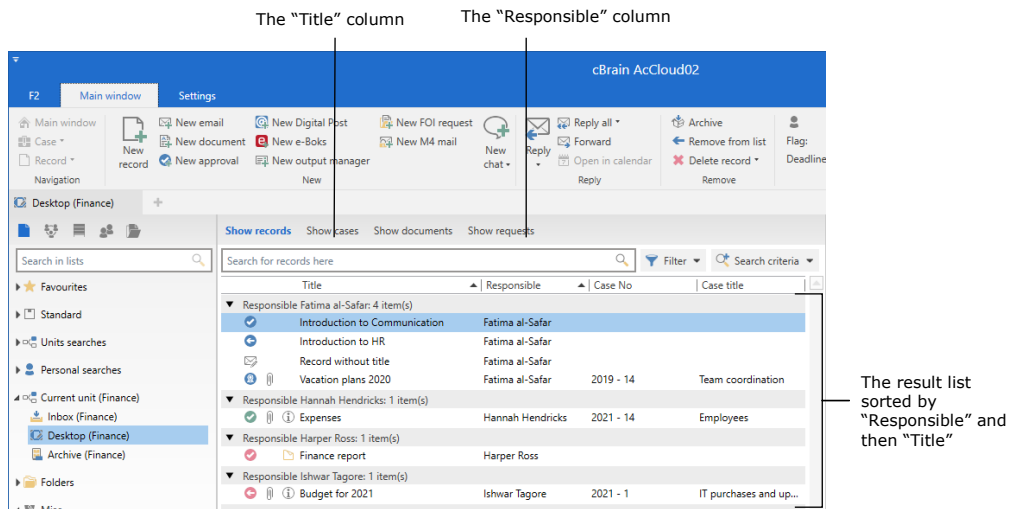 The “Title” column
The “Responsible” column
cBrain AcCloud02
F2 Main window Settings
Main window New email New Digital Post New FOI request Reply all Archive
Case New document New e-Boks New M4 mail Forward Remove from list Flag:
Record New record New approval New output manager New chat Reply Open in calendar Delete record Deadline
Navigation New Reply Remove
Desktop (Finance) +
Show records Show cases Show documents Show requests
Search in lists Search for records here Filter Search criteria
Title Responsible Case No Case title
Favourites
Standard
Units searches
Personal searches
Current unit (Finance)
Inbox (Finance)
Desktop (Finance)
Archive (Finance)
Folders
Responsible Fatima al-Safar: 4 item(s)
Introduction to Communication Fatima al-Safar
Introduction to HR Fatima al-Safar
Record without title Fatima al-Safar
Vacation plans 2020 Fatima al-Safar 2019 - 14 Team coordination
Responsible Hannah Hendricks: 1 item(s)
Expenses Hannah Hendricks 2021 - 14 Employees
Responsible Harper Ross: 1 item(s)
Finance report Harper Ross
Responsible Ishwar Tagore: 1 item(s)
Budget for 2021 Ishwar Tagore 2021 - 1 IT purchases and up...
The result list
sorted by
“Responsible” and
then “Title”